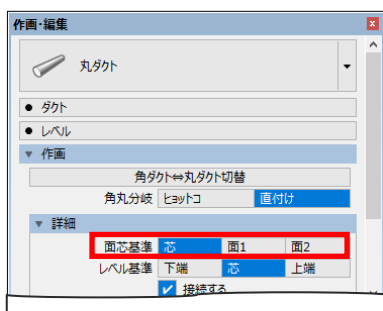 作画・編集
丸ダクト
ダクト
レベル
作画
角ダクト⇔丸ダクト切替
角丸分岐 ヒョットコ 直付け
詳細
面芯基準 芯 面1 面2
レベル基準 下端 芯 上端
接続する